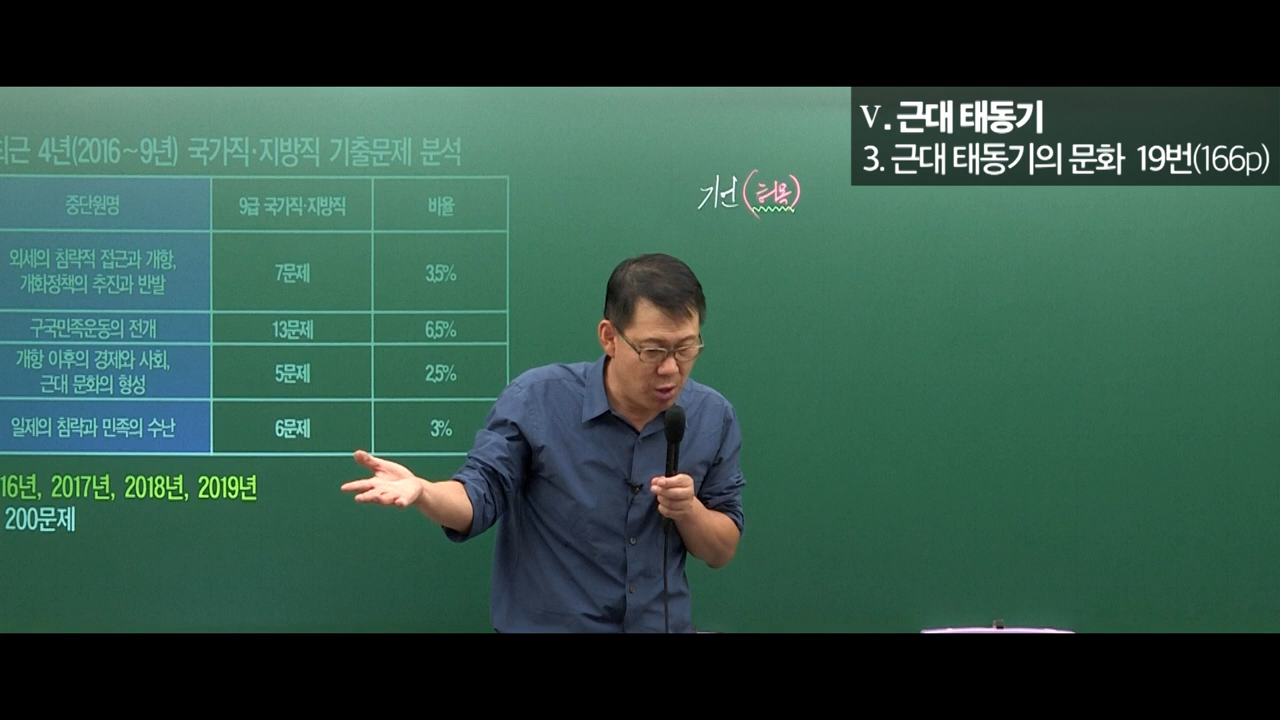 Ⅴ. 근대 태동기
3. 근대 태동기의 문화 19번(166p)
최근 4년(2016~9년) 국가직·지방직 기출문제 분석
중단원명 9급 국가직·지방직 비율
외세의 침략적 접근과 개항,
개화정책의 추진과 반발 7문제 3.5%
구국민족운동의 전개 13문제 6.5%
개항 이후의 경제와 사회,
근대 문화의 형성 5문제 2.5%
일제의 침략과 민족의 수난 6문제 3%
16년, 2017년, 2018년, 2019년
200문제
기언(허목)